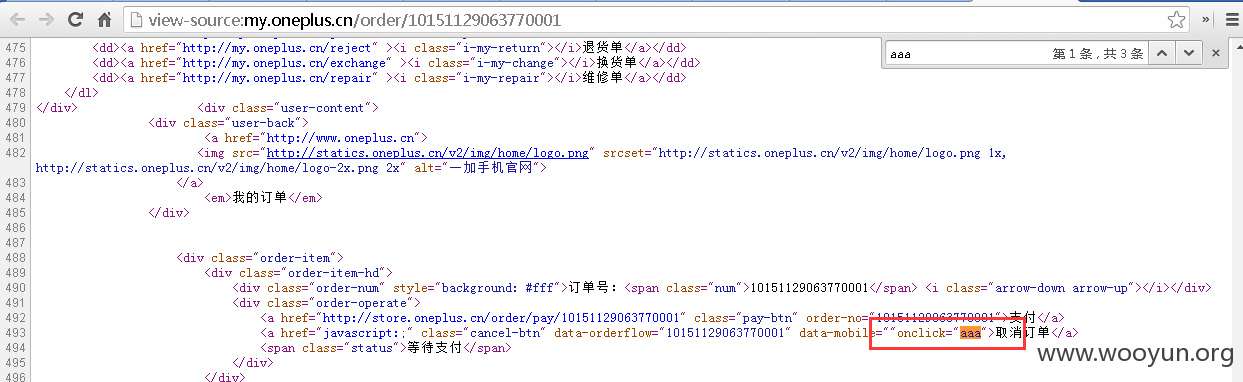 view-source:my.oneplus.cn/order/10151129063770001
aaa 第 1 条 , 共 3 条
475 <dd><a href="http://my.oneplus.cn/reject" ><i class="i-my-return"></i>退货单</a></dd>
476 <dd><a href="http://my.oneplus.cn/exchange" ><i class="i-my-change"></i>换货单</a></dd>
477 <dd><a href="http://my.oneplus.cn/repair" ><i class="i-my-repair"></i>维修单</a></dd>
478 </dl>
479 </div> <div class="user-content">
480 <div class="user-back">
481 <a href="http://www.oneplus.cn">
482 <img src="http://statics.oneplus.cn/v2/img/home/logo.png" srcset="http://statics.oneplus.cn/v2/img/home/logo.png 1x,
http://statics.oneplus.cn/v2/img/home/logo-2x.png 2x" alt="一加手机官网">
483 </a>
484 <em>我的订单</em>
485 </div>
486
487
488 <div class="order-item">
489 <div class="order-item-hd">
490 <div class="order-num" style="background: #fff">订单号：<span class="num">10151129063770001</span> <i class="arrow-down arrow-up"></i></div>
491 <div class="order-operate">
492 <a href="http://store.oneplus.cn/order/pay/10151129063770001" class="pay-btn" order-no="10151129063770001">支付</a>
493 <a href="javascript:;" class="cancel-btn" data-orderflow="10151129063770001" data-mobile=""onclick="aaa">取消订单</a>
494 <span class="status">等待支付</span>
495 </div>
496 </div>
www.wooyun.org